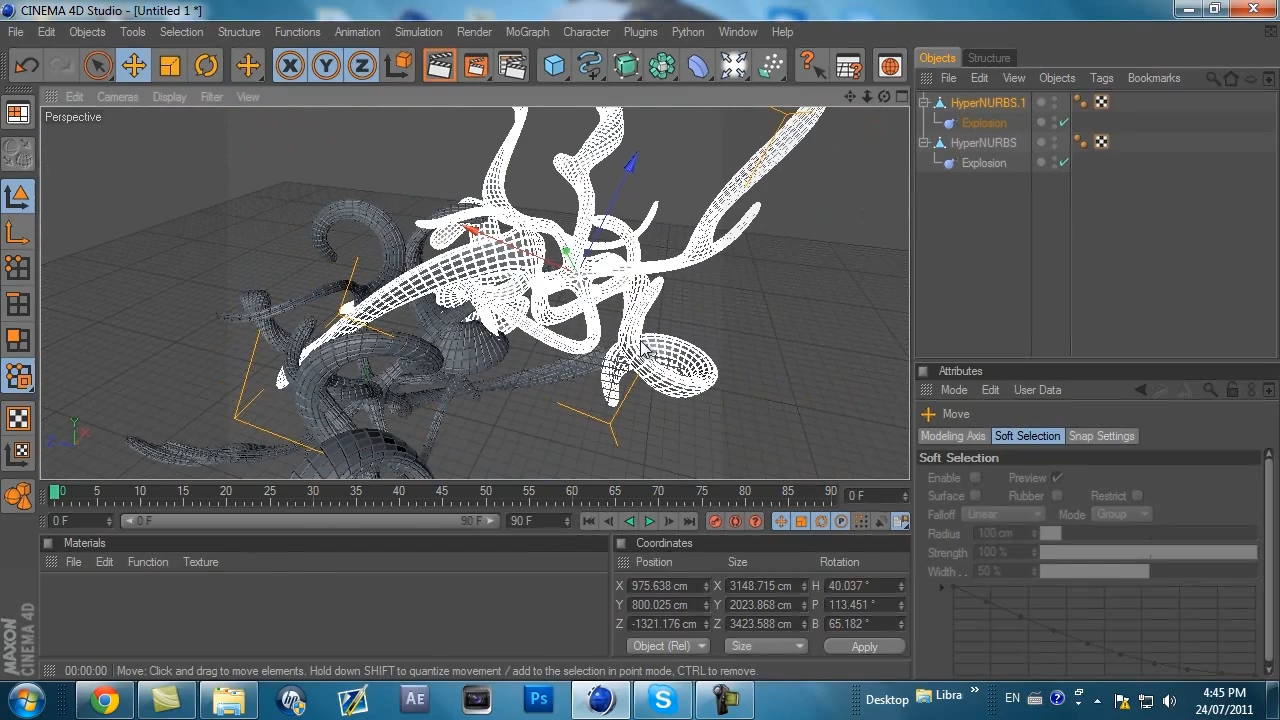 CINEMA 4D Studio - [Untitled 1 *]
File Edit Objects Tools Selection Structure Functions Animation Simulation Render MoGraph Character Plugins Python Window Help
X Y Z
Objects Structure
File Edit View Objects Tags Bookmarks
Edit Cameras Display Filter View
Perspective
HyperNURBS.1
Explosion
HyperNURBS
Explosion
Y
X
Z
Attributes
Mode Edit User Data
Move
Modeling Axis Soft Selection Snap Settings
Soft Selection
Enable Preview
Surface Rubber Restrict
Falloff Linear Mode Group
Radius 100 cm
Strength 100 %
Width . . 50 %
0 5 10 15 20 25 30 35 40 45 50 55 60 65 70 75 80 85 90 0 F
0 F 0 F 90 F 90 F
Materials
File Edit Function Texture
Coordinates
Position Size Rotation
X 975.638 cm X 3148.715 cm H 40.037 °
Y 800.025 cm Y 2023.868 cm P 113.451 °
Z -1321.176 cm Z 3423.588 cm B 65.182 °
Object (Rel) Size Apply
MAXON
CINEMA 4D
00:00:00 Move: Click and drag to move elements. Hold down SHIFT to quantize movement / add to the selection in point mode, CTRL to remove.
hp AE Ps S
Desktop Libra » EN
4:45 PM
24/07/2011